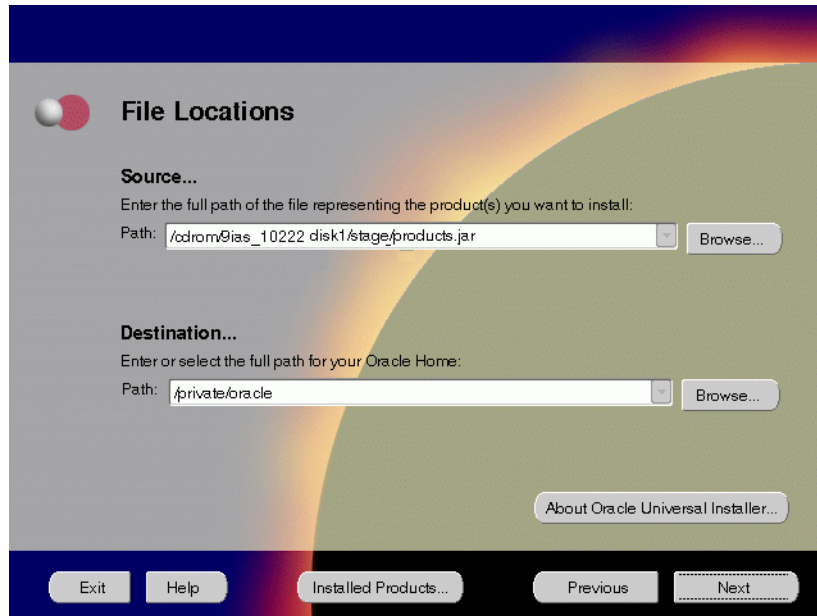 File Locations
Source...
Enter the full path of the file representing the product(s) you want to install:
Path: /cdrom/9ias_10222 disk1/stage/products.jar Browse...
Destination...
Enter or select the full path for your Oracle Home:
Path: /private/oracle Browse...
About Oracle Universal Installer...
Exit Help Installed Products... Previous Next